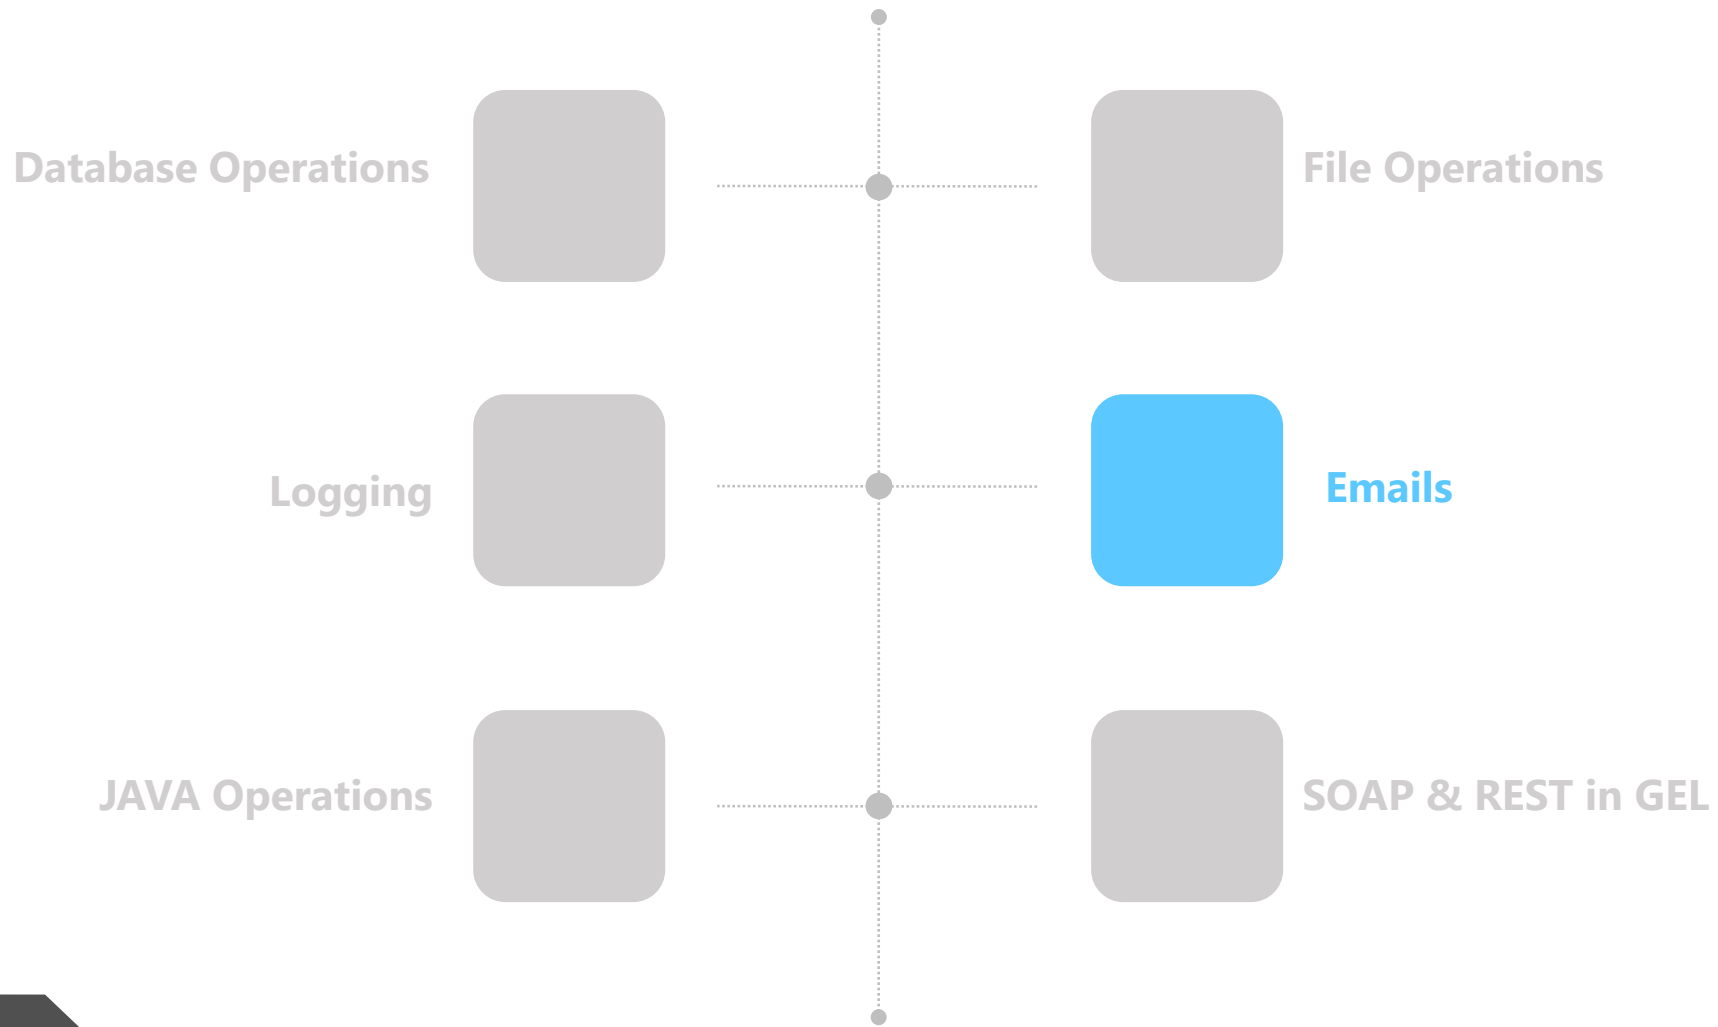 Database Operations
File Operations
Logging
Emails
JAVA Operations
SOAP & REST in GEL